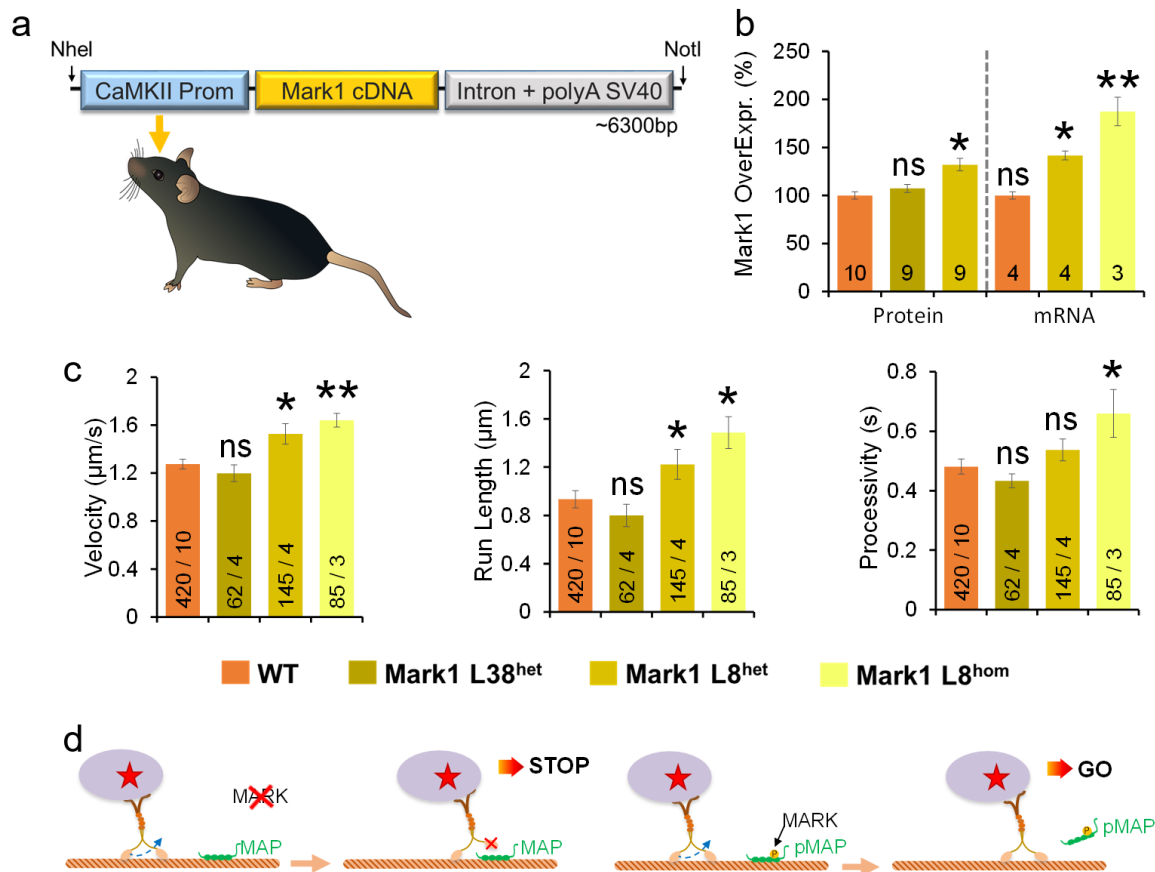 a
NheI
NotI
CaMKII Prom
Mark1 cDNA
Intron + polyA SV40
~6300bp
b
Mark1 OverExpr. (%)
250
200
150
100
50
0
ns
*
ns
*
**
10
9
9
4
4
3
Protein
mRNA
c
Velocity (µm/s)
2
1.6
1.2
0.8
0.4
0
ns
*
**
420 / 10
62 / 4
145 / 4
85 / 3
Run Length (µm)
2
1.6
1.2
0.8
0.4
0
ns
*
*
420 / 10
62 / 4
145 / 4
85 / 3
Processivity (s)
0.8
0.6
0.4
0.2
0
ns
ns
*
420 / 10
62 / 4
145 / 4
85 / 3
WT
Mark1 L38het
Mark1 L8het
Mark1 L8hom
d
MARK
MAP
STOP
MAP
MARK
P
pMAP
GO
P
pMAP